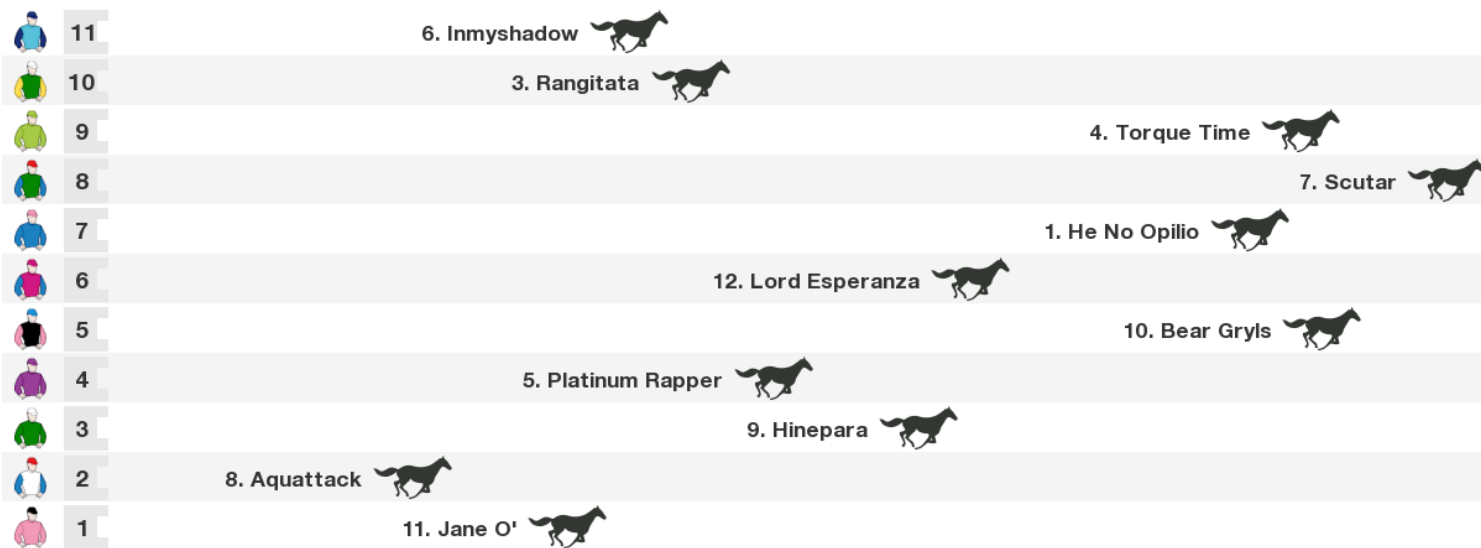 11 6. Inmyshadow
10 3. Rangitata
9 4. Torque Time
8 7. Scutar
7 1. He No Opilio
6 12. Lord Esperanza
5 10. Bear Gryls
4 5. Platinum Rapper
3 9. Hinepara
2 8. Aquattack
1 11. Jane O'